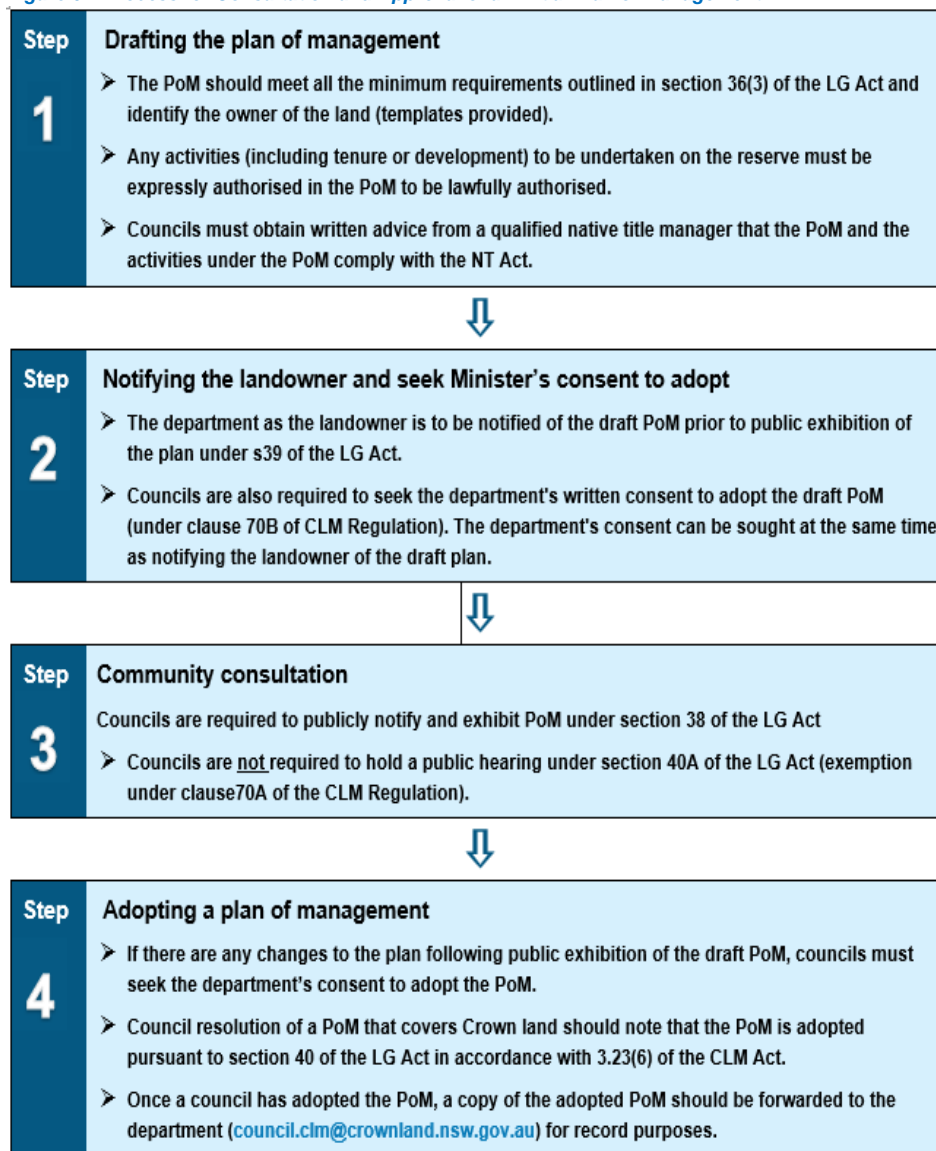 Step
1
Drafting the plan of management
➢ The PoM should meet all the minimum requirements outlined in section 36(3) of the LG Act and
identify the owner of the land (templates provided).
➢ Any activities (including tenure or development) to be undertaken on the reserve must be
expressly authorised in the PoM to be lawfully authorised.
➢ Councils must obtain written advice from a qualified native title manager that the PoM and the
activities under the PoM comply with the NT Act.
Step
2
Notifying the landowner and seek Minister's consent to adopt
➢ The department as the landowner is to be notified of the draft PoM prior to public exhibition of
the plan under s39 of the LG Act.
➢ Councils are also required to seek the department's written consent to adopt the draft PoM
(under clause 70B of CLM Regulation). The department's consent can be sought at the same time
as notifying the landowner of the draft plan.
Step
3
Community consultation
Councils are required to publicly notify and exhibit PoM under section 38 of the LG Act
➢ Councils are not required to hold a public hearing under section 40A of the LG Act (exemption
under clause70A of the CLM Regulation).
Step
4
Adopting a plan of management
➢ If there are any changes to the plan following public exhibition of the draft PoM, councils must
seek the department's consent to adopt the PoM.
➢ Council resolution of a PoM that covers Crown land should note that the PoM is adopted
pursuant to section 40 of the LG Act in accordance with 3.23(6) of the CLM Act.
➢ Once a council has adopted the PoM, a copy of the adopted PoM should be forwarded to the
department (council.clm@crownland.nsw.gov.au) for record purposes.